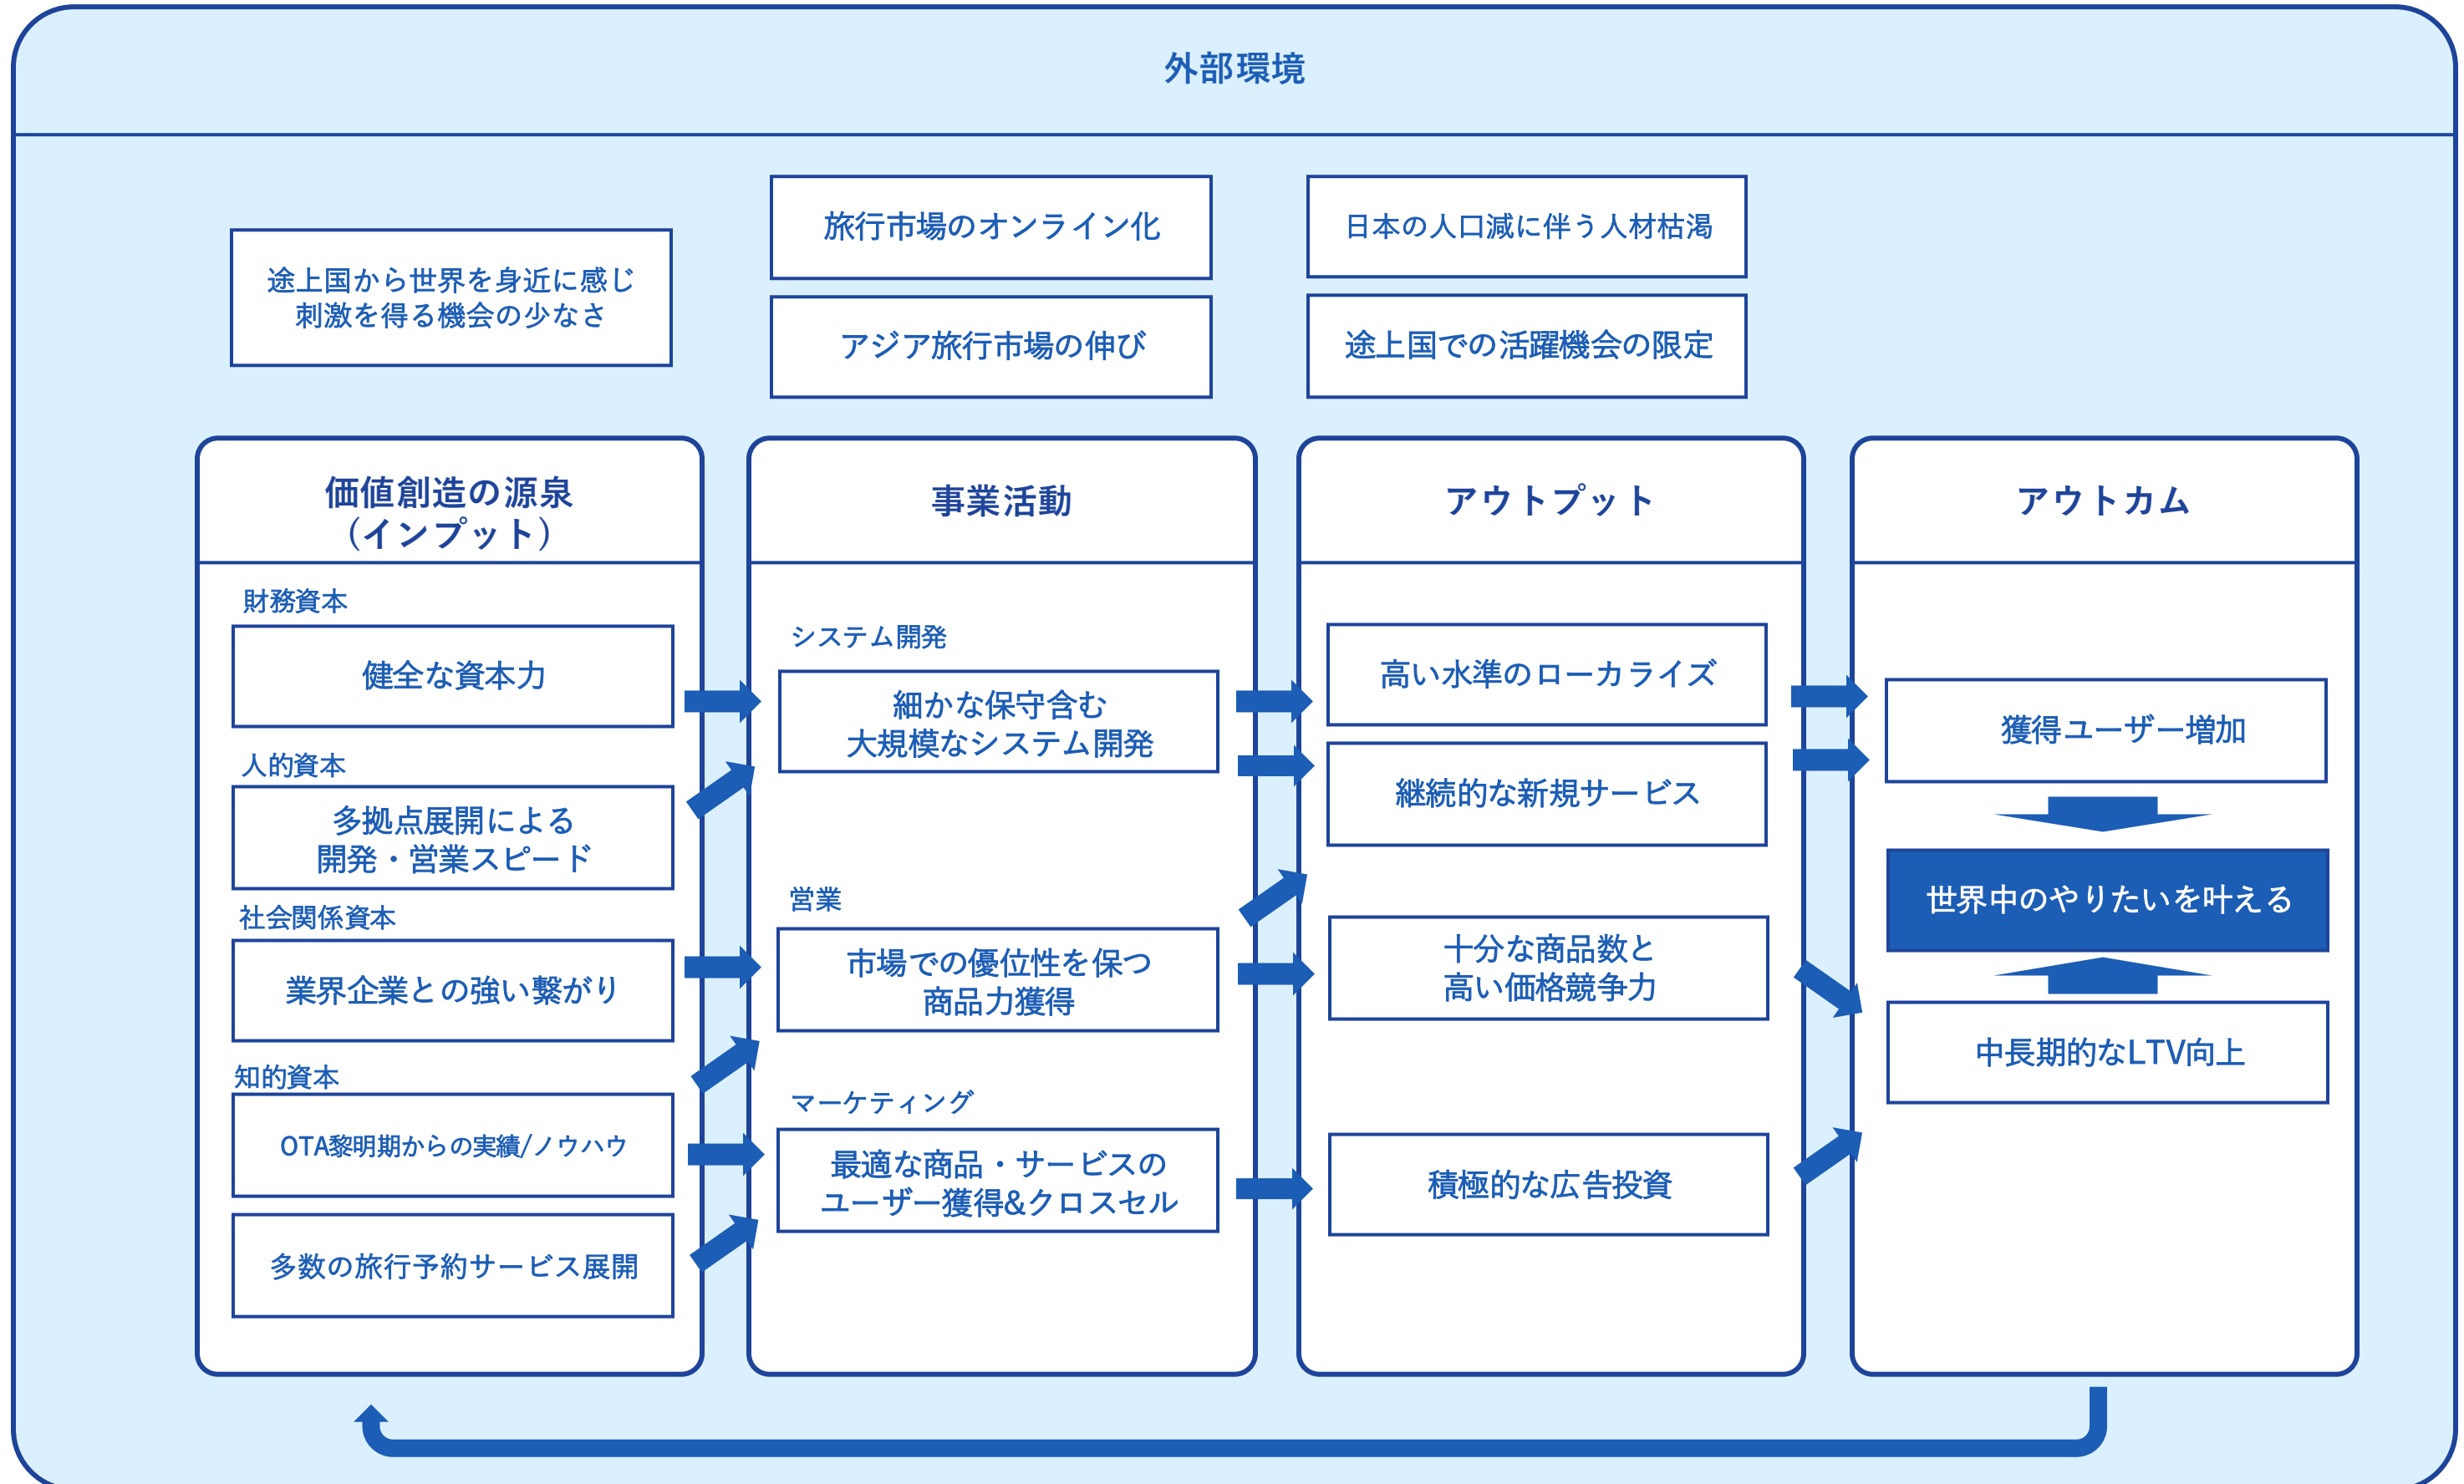 外部環境
途上国から世界を身近に感じ
刺激を得る機会の少なさ
旅行市場のオンライン化
アジア旅行市場の伸び
日本の人口減に伴う人材枯渇
途上国での活躍機会の限定
価値創造の源泉
（インプット）
財務資本
健全な資本力
人的資本
多拠点展開による
開発・営業スピード
社会関係資本
業界企業との強い繋がり
知的資本
OTA黎明期からの実績/ノウハウ
多数の旅行予約サービス展開
事業活動
システム開発
細かな保守含む
大規模なシステム開発
営業
市場での優位性を保つ
商品力獲得
マーケティング
最適な商品・サービスの
ユーザー獲得&クロスセル
アウトプット
高い水準のローカライズ
継続的な新規サービス
十分な商品数と
高い価格競争力
積極的な広告投資
アウトカム
獲得ユーザー増加
世界中のやりたいを叶える
中長期的なLTV向上